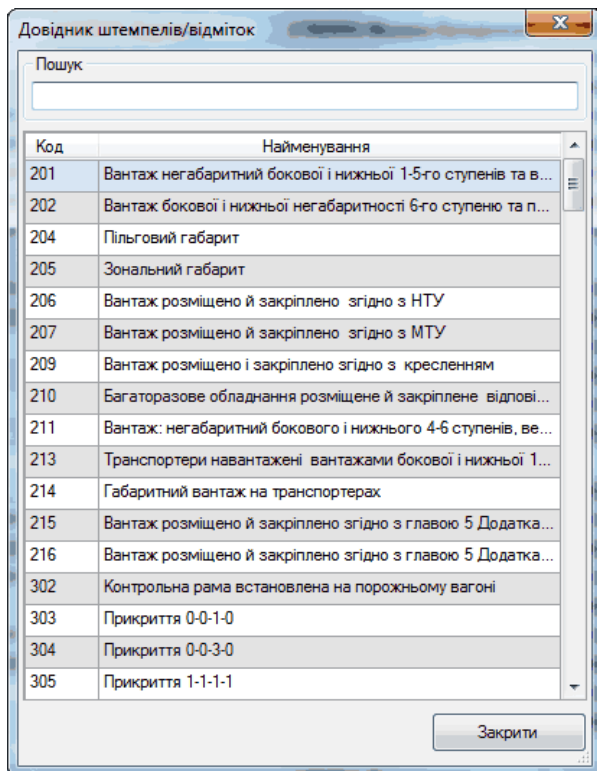 Довідник штемпелів/відміток
Пошук
Код Найменування
201 Вантаж негабаритний бокової і нижньої 1-5-го ступенів та в...
202 Вантаж бокової і нижньої негабаритності 6-го ступеню та п...
204 Пільговий габарит
205 Зональний габарит
206 Вантаж розміщено й закріплено згідно з НТУ
207 Вантаж розміщено й закріплено згідно з МТУ
209 Вантаж розміщено і закріплено згідно з кресленням
210 Багаторазове обладнання розміщене й закріплене відпові...
211 Вантаж: негабаритний бокового і нижнього 4-6 ступенів, ве...
213 Транспортери навантажені вантажами бокової і нижньої 1...
214 Габаритний вантаж на транспортерах
215 Вантаж розміщено й закріплено згідно з главою 5 Додатка...
216 Вантаж розміщено й закріплено згідно з главою 5 Додатка...
302 Контрольна рама встановлена на порожньому вагоні
303 Прикриття 0-0-1-0
304 Прикриття 0-0-3-0
305 Прикриття 1-1-1-1
Закрити